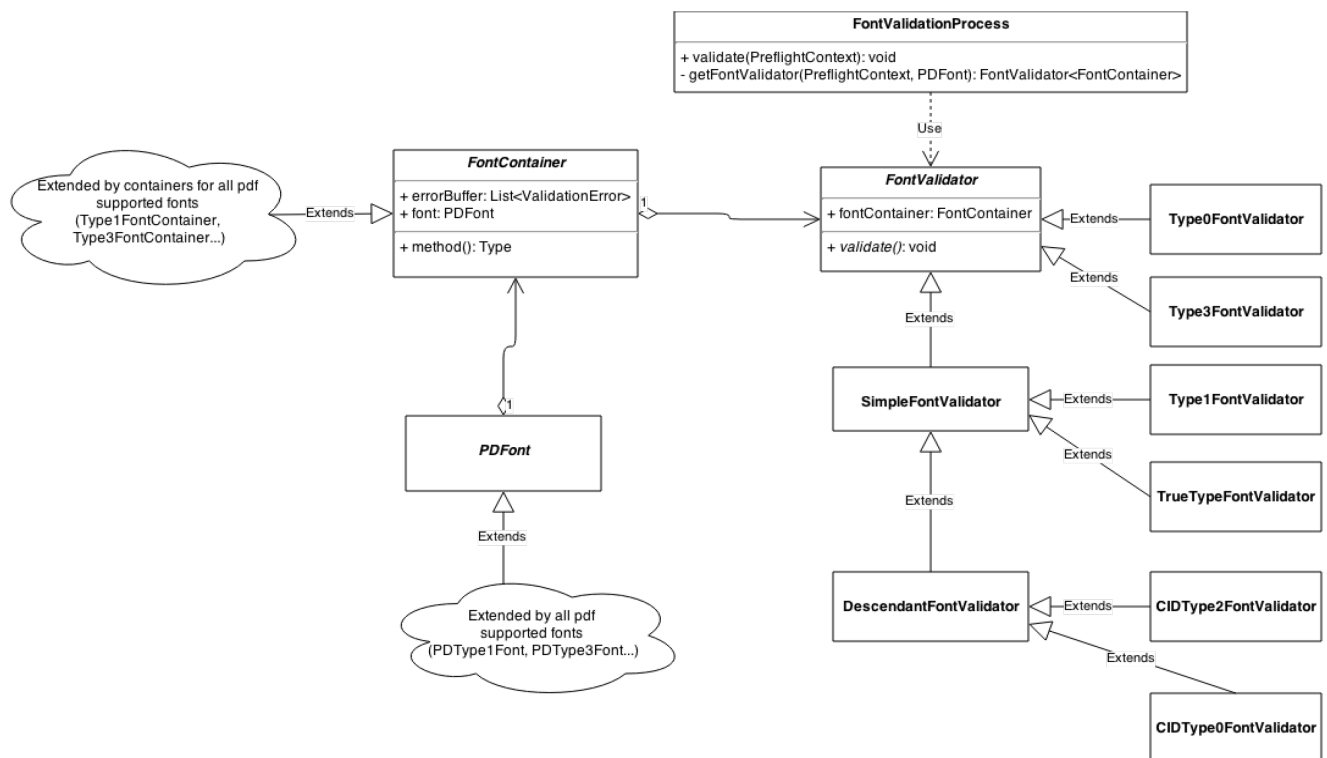 FontValidationProcess
+ validate(PreflightContext): void
- getFontValidator(PreflightContext, PDFont): FontValidator<FontContainer>
Use
Extended by containers for all pdf
supported fonts
(Type1FontContainer,
Type3FontContainer...)
Extends
FontContainer
+ errorBuffer: List<ValidationError>
+ font: PDFont
+ method(): Type
1
FontValidator
+ fontContainer: FontContainer
+ validate(): void
Extends
Type0FontValidator
Extends
Type3FontValidator
Extends
SimpleFontValidator
Extends
Type1FontValidator
Extends
TrueTypeFontValidator
1
PDFont
Extends
Extended by all pdf
supported fonts
(PDType1Font, PDType3Font...)
Extends
DescendantFontValidator
Extends
CIDType2FontValidator
Extends
CIDType0FontValidator